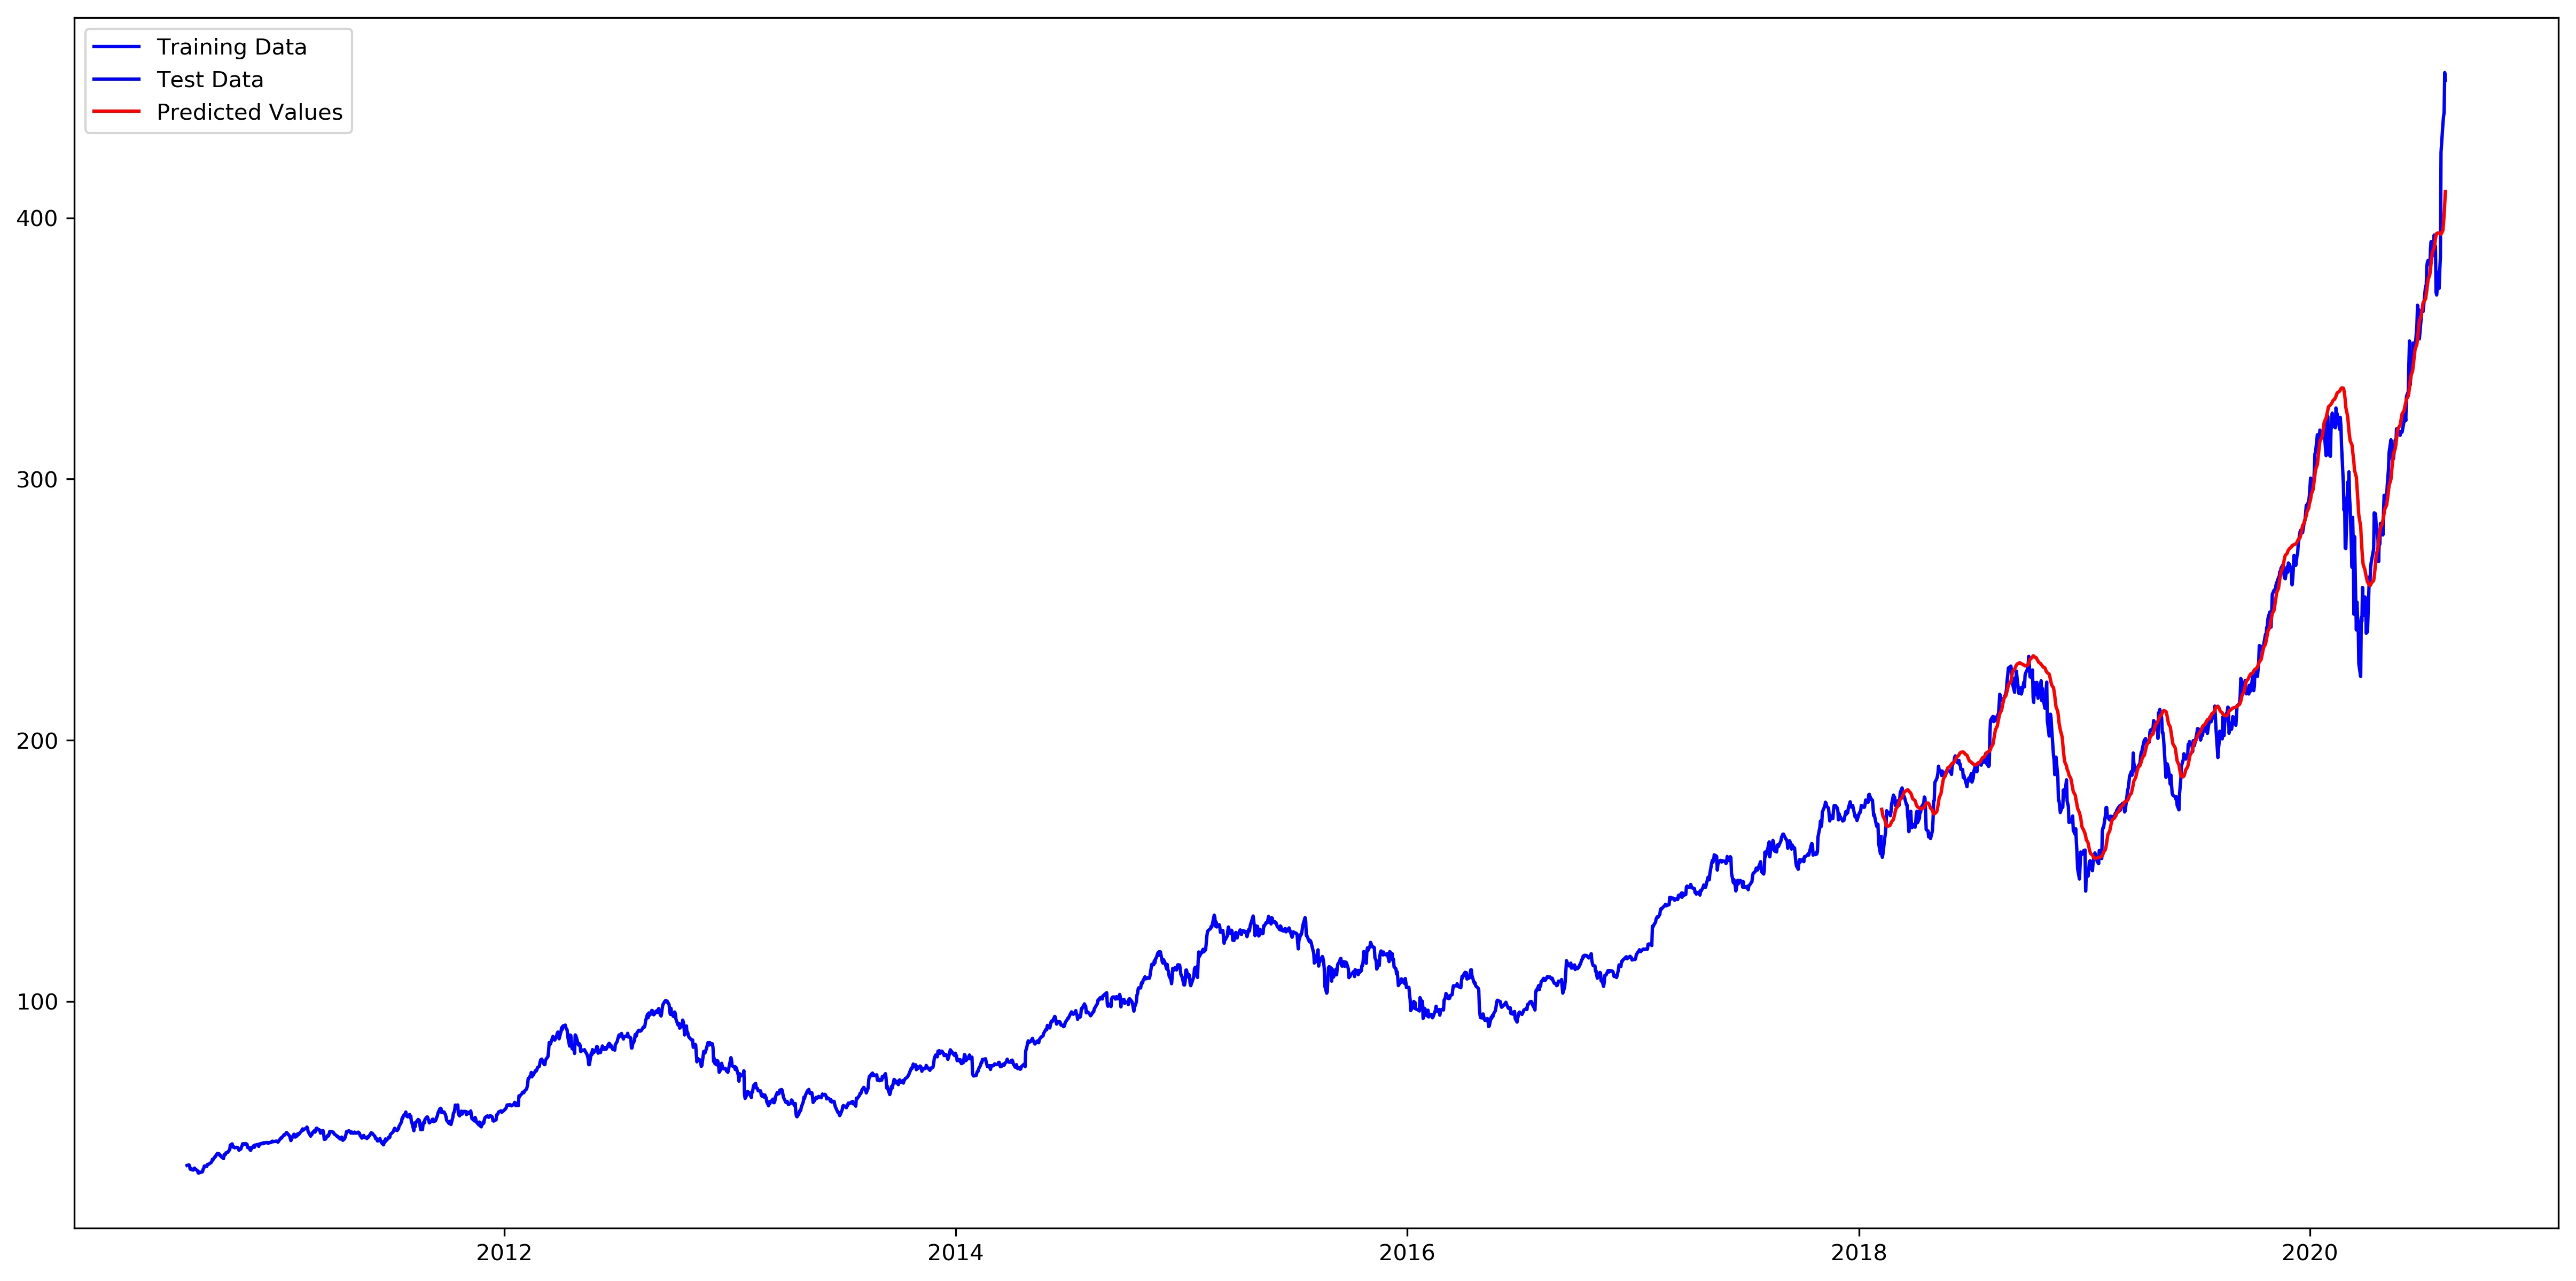 Training Data
Test Data
Predicted Values
400
300
200
100
2012 2014 2016 2018 2020